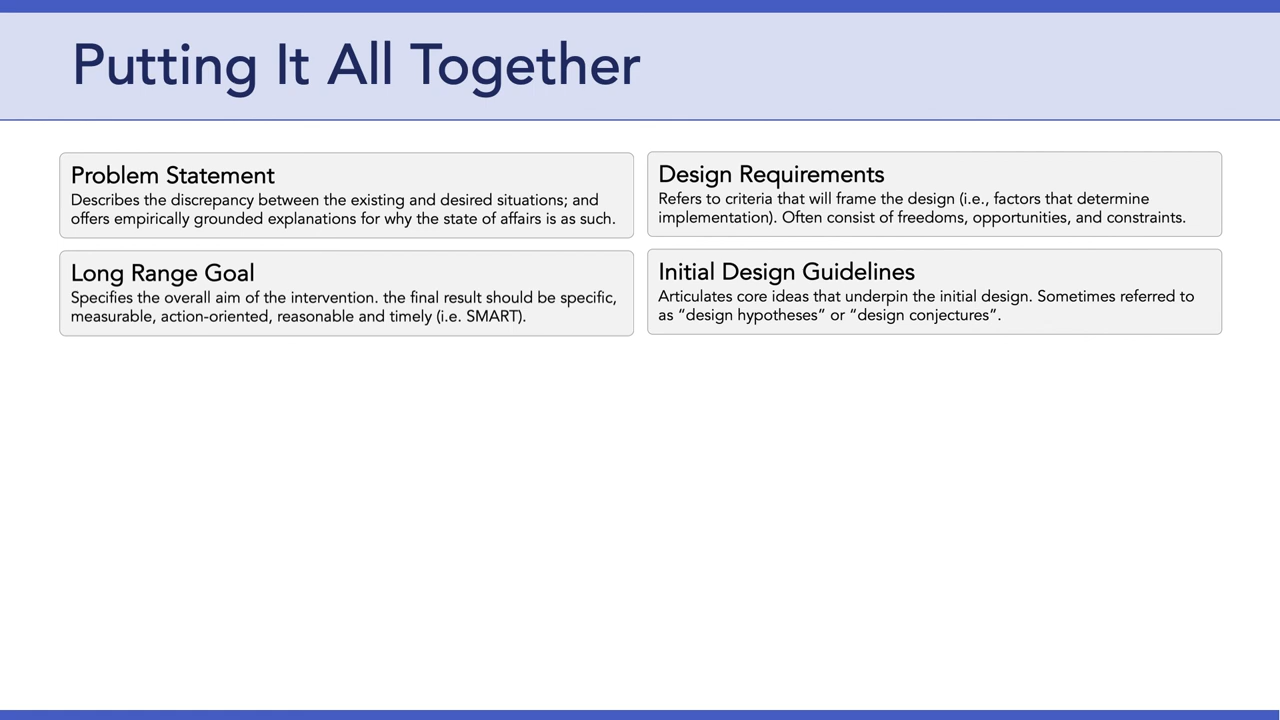 Putting It All Together
Problem Statement
Describes the discrepancy between the existing and desired situations; and
offers empirically grounded explanations for why the state of affairs is as such.
Long Range Goal
Specifies the overall aim of the intervention. the final result should be specific,
measurable, action-oriented, reasonable and timely (i.e. SMART).
Design Requirements
Refers to criteria that will frame the design (i.e., factors that determine
implementation). Often consist of freedoms, opportunities, and constraints.
Initial Design Guidelines
Articulates core ideas that underpin the initial design. Sometimes referred to
as “design hypotheses” or “design conjectures”.